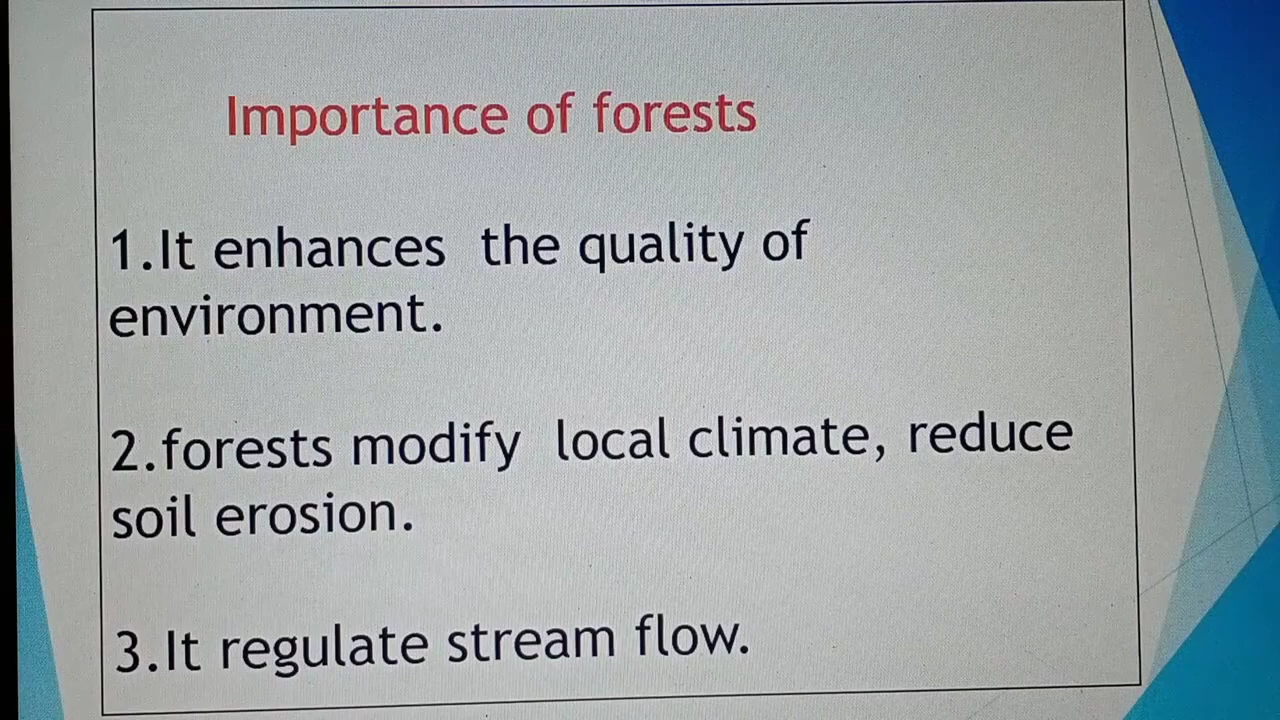 Importance of forests
1.It enhances the quality of
environment.
2.forests modify local climate, reduce
soil erosion.
3.It regulate stream flow.